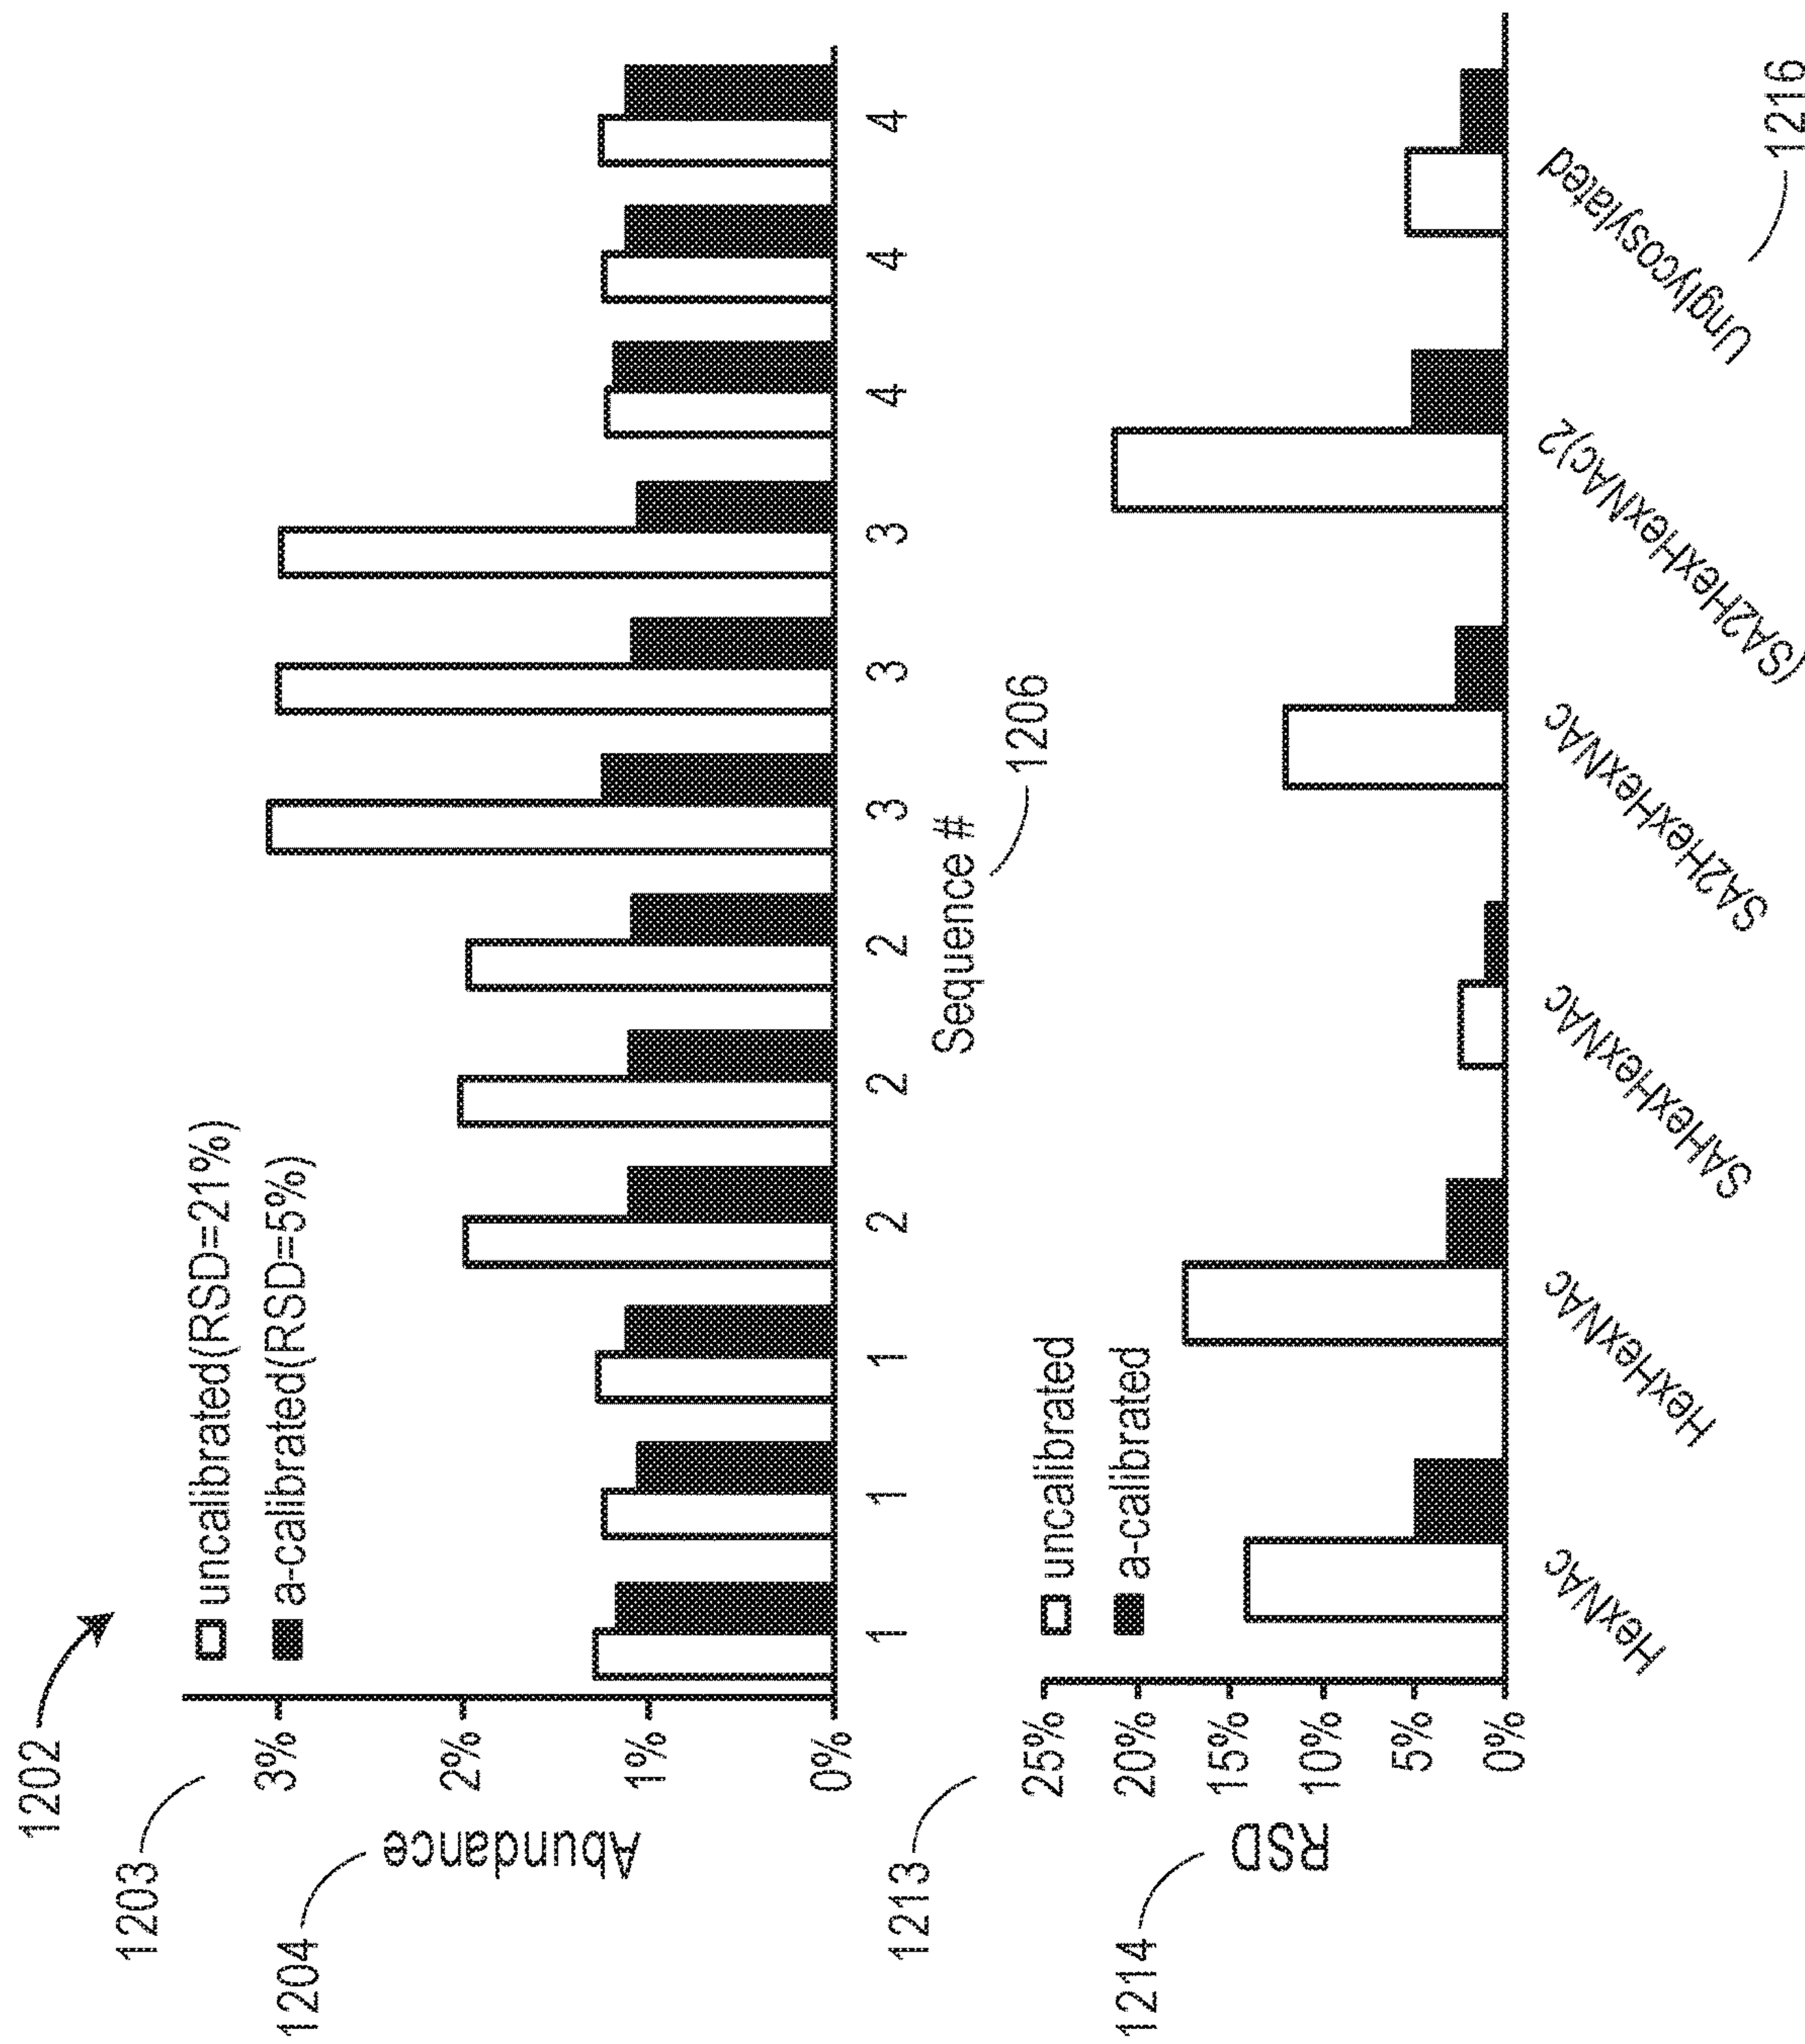 1202
1203
1204
Abundance
3%
2%
1%
0%
uncalibrated(RSD=21%)
a-calibrated(RSD=5%)
1 1 1 2 2 2 3 3 3 4 4 4
Sequence #
1206
1213
1214
RSD
25%
20%
15%
10%
5%
0%
uncalibrated
a-calibrated
HexNAc
HexHexNAc
SAHexHexNAc
SA2HexHexNAc
(SA2HexHexNAc)2
Unglycosylated
1216